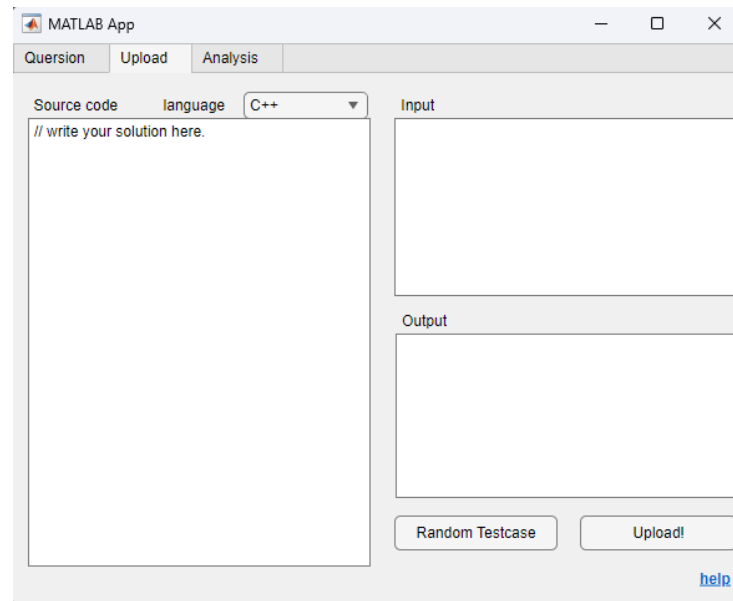 MATLAB App
Quersion Upload Analysis
Source code language C++
// write your solution here.
Input
Output
Random Testcase Upload!
help